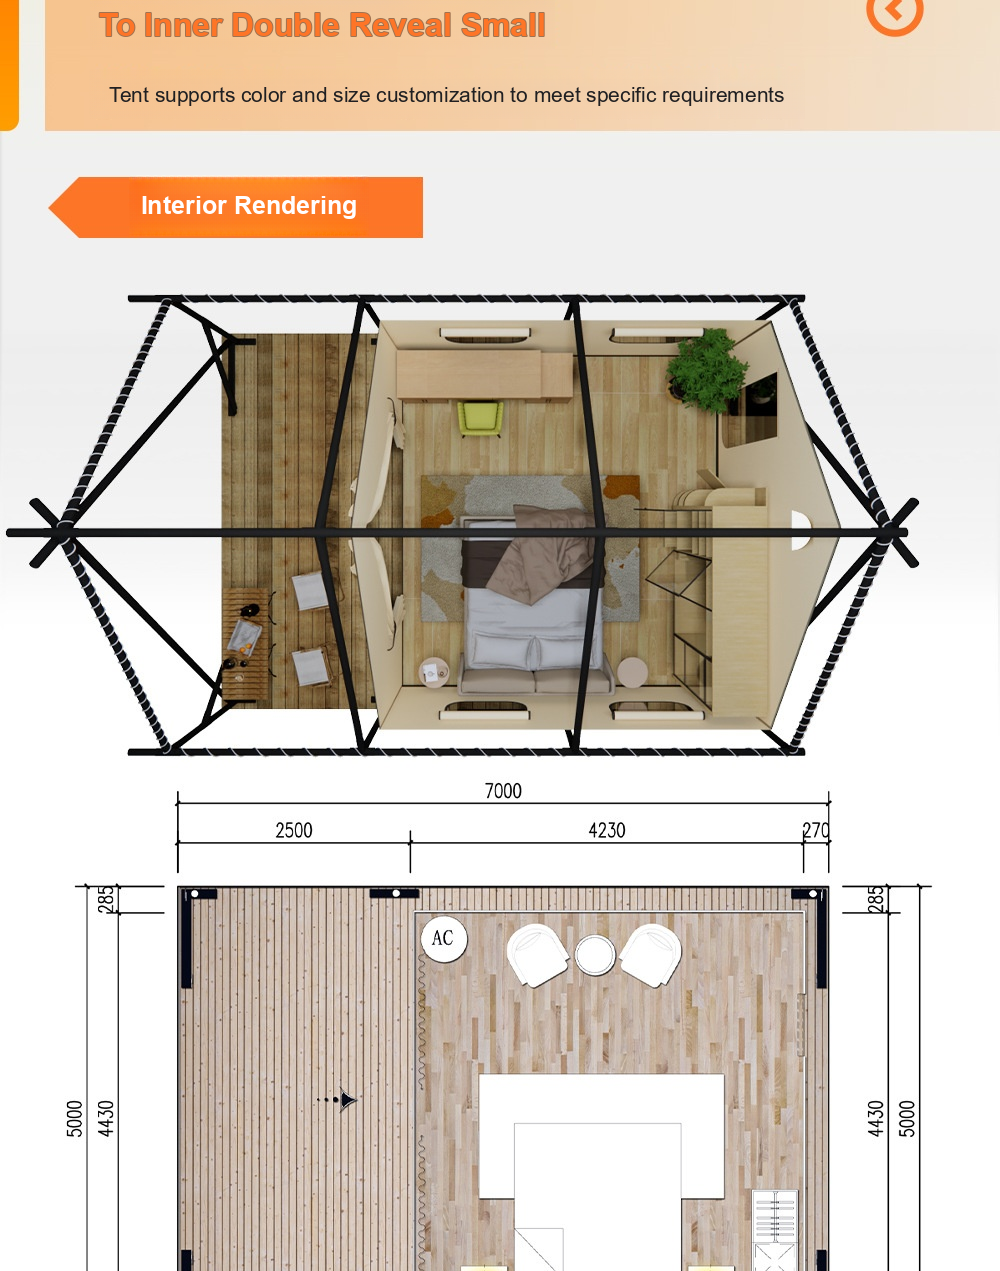 To Inner Double Reveal Small
Tent supports color and size customization to meet specific requirements
Interior Rendering
7000
2500
4230
270
285
285
AC
5000
4430
4430
5000